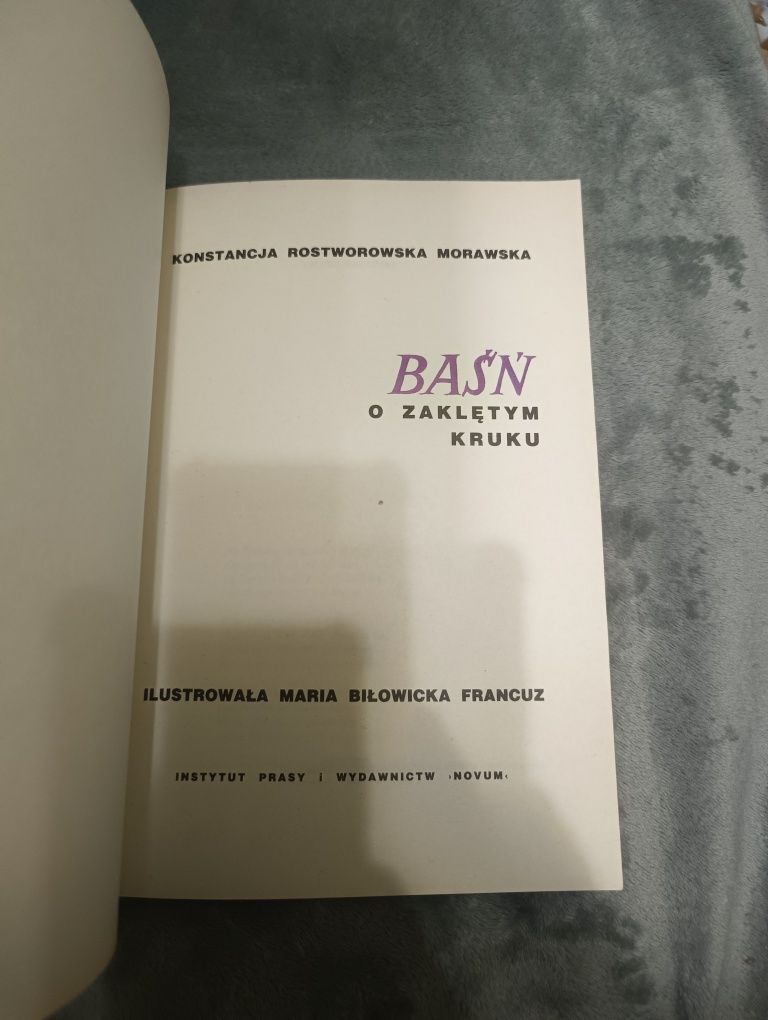 KONSTANCJA ROSTWOROWSKA MORAWSKA
BAŚŃ
O ZAKLĘTYM
KRUKU
ILUSTROWAŁA MARIA BIŁOWICKA FRANCUZ
INSTYTUT PRASY i WYDAWNICTW ›NOVUM‹